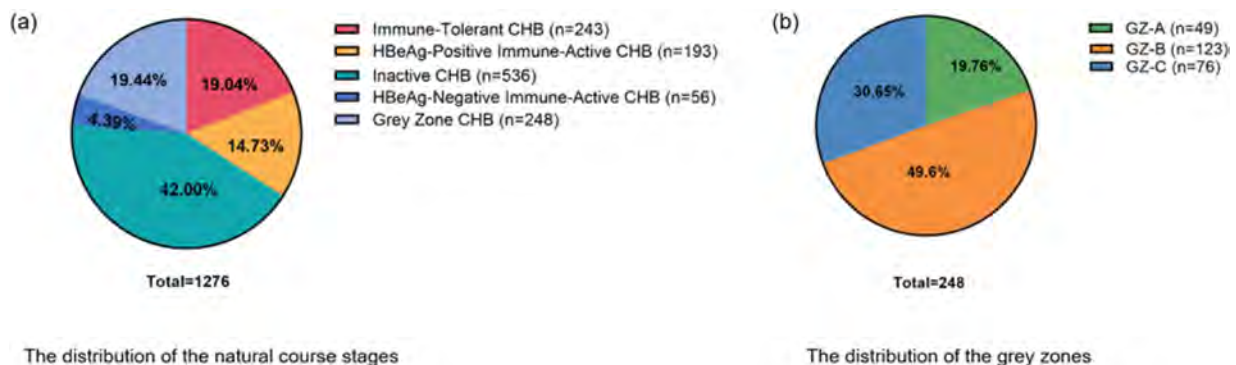 (a)
Immune-Tolerant CHB (n=243)
HBeAg-Positive Immune-Active CHB (n=193)
Inactive CHB (n=536)
HBeAg-Negative Immune-Active CHB (n=56)
Grey Zone CHB (n=248)
19.44%
19.04%
4.39%
14.73%
42.00%
Total=1276
The distribution of the natural course stages
(b)
GZ-A (n=49)
GZ-B (n=123)
GZ-C (n=76)
19.76%
30.65%
49.6%
Total=248
The distribution of the grey zones